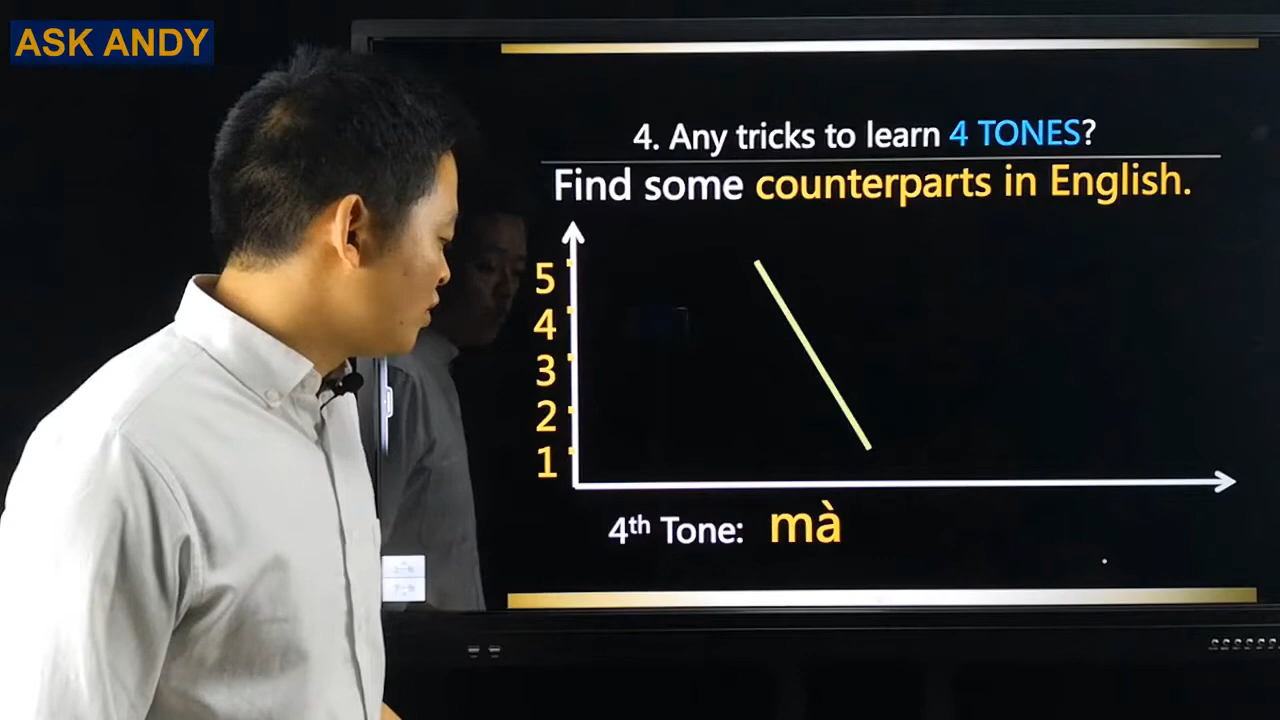 ASK ANDY
4. Any tricks to learn 4 TONES?
Find some counterparts in English.
5
4
3
2
1
4th Tone: mà